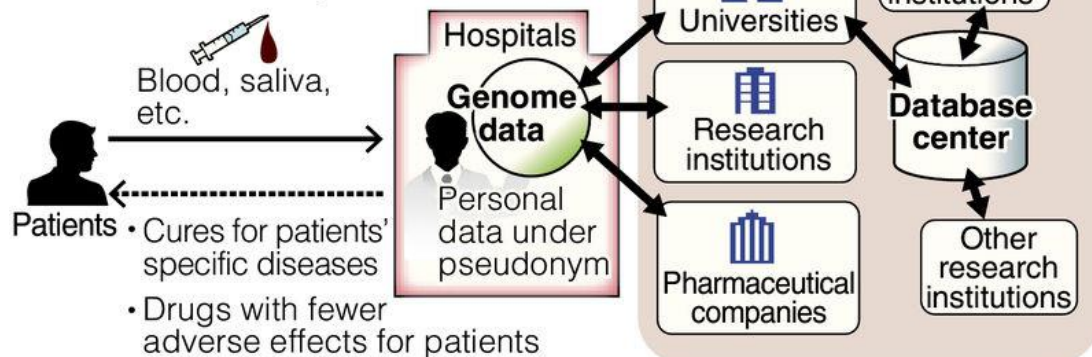 Blood, saliva,
etc.
Patients
• Cures for patients'
specific diseases
• Drugs with fewer
adverse effects for patients
Hospitals
Genome
data
Personal
data under
pseudonym
Universities
Research
institutions
Pharmaceutical
companies
institutions
Database
center
Other
research
institutions